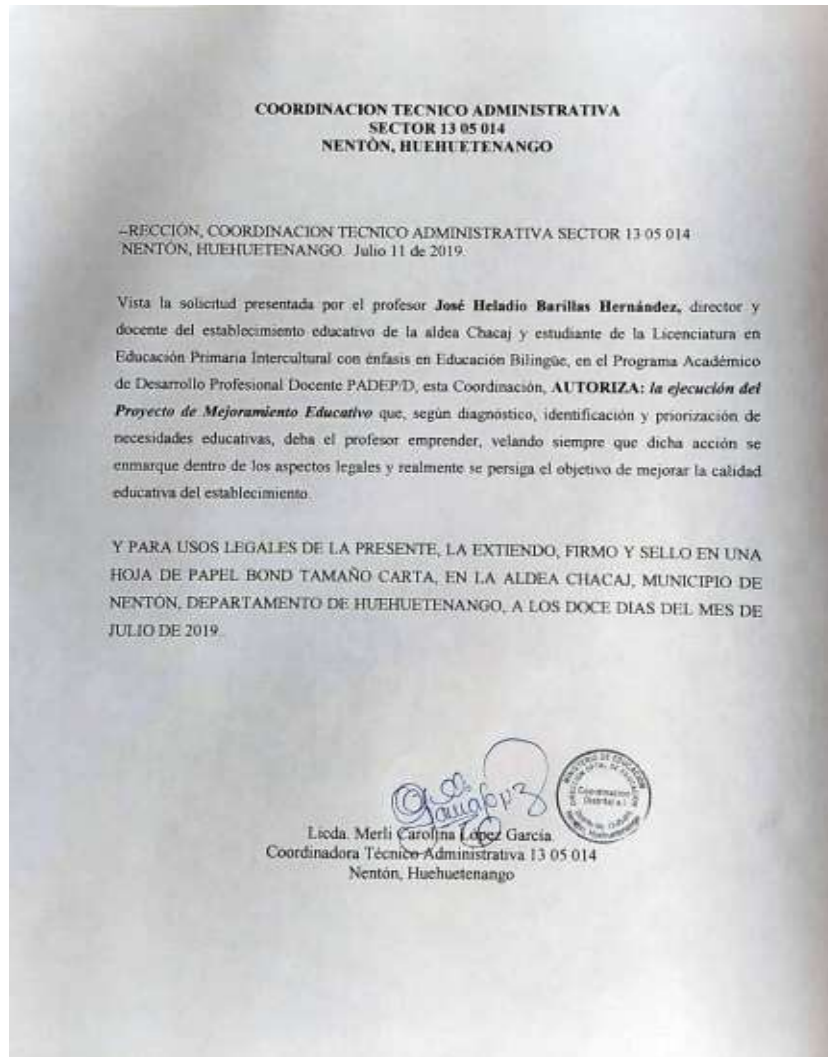 COORDINACION TECNICO ADMINISTRATIVA
SECTOR 13 05 014
NENTÒN, HUEHUETENANGO
–RECCIÓN, COORDINACION TECNICO ADMINISTRATIVA SECTOR 13 05 014
NENTÓN, HUEHUETENANGO. Julio 11 de 2019.
Vista la solicitud presentada por el profesor José Heladio Barillas Hernández, director y
docente del establecimiento educativo de la aldea Chacaj y estudiante de la Licenciatura en
Educación Primaria Intercultural con énfasis en Educación Bilingüe, en el Programa Académico
de Desarrollo Profesional Docente PADEP/D, esta Coordinación, AUTORIZA: la ejecución del
Proyecto de Mejoramiento Educativo que, según diagnóstico, identificación y priorización de
necesidades educativas, deba el profesor emprender, velando siempre que dicha acción se
enmarque dentro de los aspectos legales y realmente se persiga el objetivo de mejorar la calidad
educativa del establecimiento.
Y PARA USOS LEGALES DE LA PRESENTE, LA EXTIENDO, FIRMO Y SELLO EN UNA
HOJA DE PAPEL BOND TAMAÑO CARTA, EN LA ALDEA CHACAJ, MUNICIPIO DE
NENTÓN, DEPARTAMENTO DE HUEHUETENANGO, A LOS DOCE DIAS DEL MES DE
JULIO DE 2019.
MINISTERIO DE EDUCACION
Coordinacion
Distrital
Nentón, Huehuetenango
Licda. Merli Carolina López García
Coordinadora Técnico Administrativa 13 05 014
Nentón, Huehuetenango